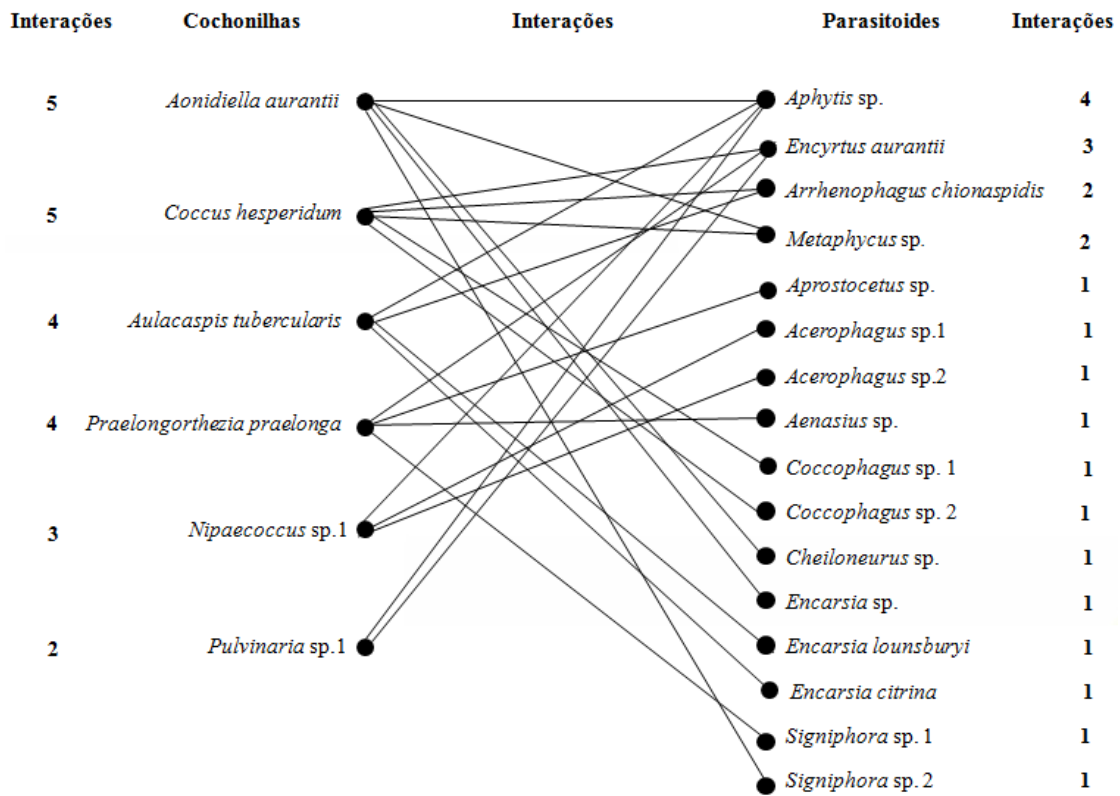 Interações Cochonilhas Interações Parasitoides Interações
5 Aonidiella aurantii Aphytis sp. 4
Encyrtus aurantii 3
Arrhenophagus chionaspidis 2
5 Coccus hesperidum
Metaphycus sp. 2
Aprostocetus sp. 1
4 Aulacaspis tubercularis
Acerophagus sp.1 1
Acerophagus sp.2 1
4 Praelongorthezia praelonga Aenasius sp. 1
Coccophagus sp. 1 1
Coccophagus sp. 2 1
3 Nipaecoccus sp.1
Cheiloneurus sp. 1
Encarsia sp. 1
2 Pulvinaria sp.1 Encarsia lounsburyi 1
Encarsia citrina 1
Signiphora sp. 1 1
Signiphora sp. 2 1